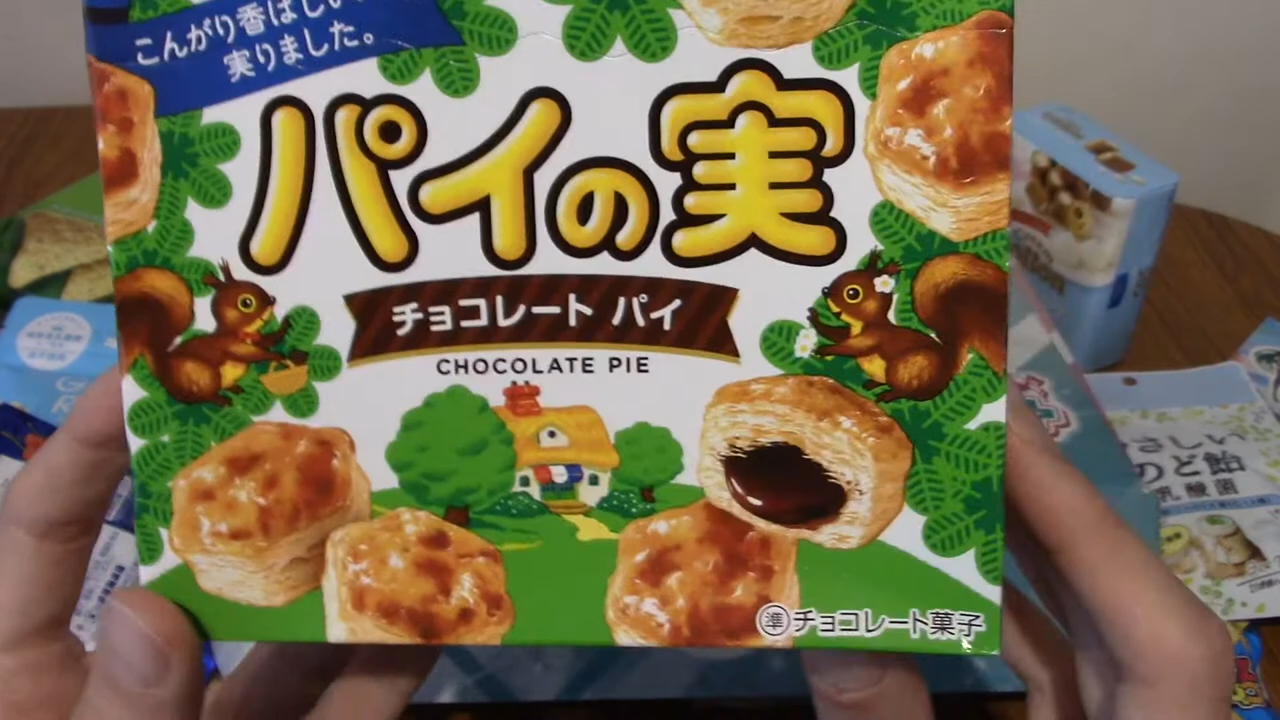 こんがり香ばしい
実りました。
パイの実
チョコレート パイ
CHOCOLATE PIE
準チョコレート菓子
さしい
のど飴
乳酸菌